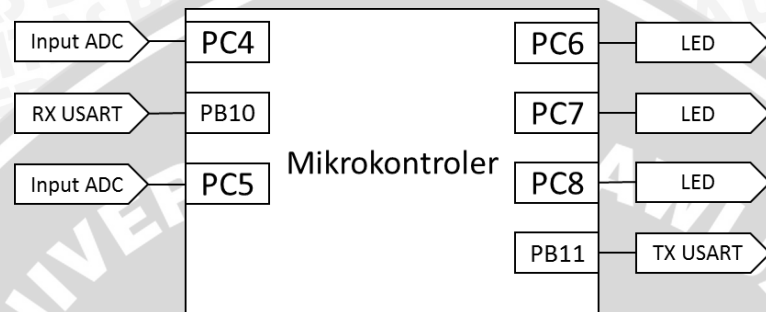 Input ADC
PC4
RX USART
PB10
Input ADC
PC5
Mikrokontroler
PC6
LED
PC7
LED
PC8
LED
PB11
TX USART